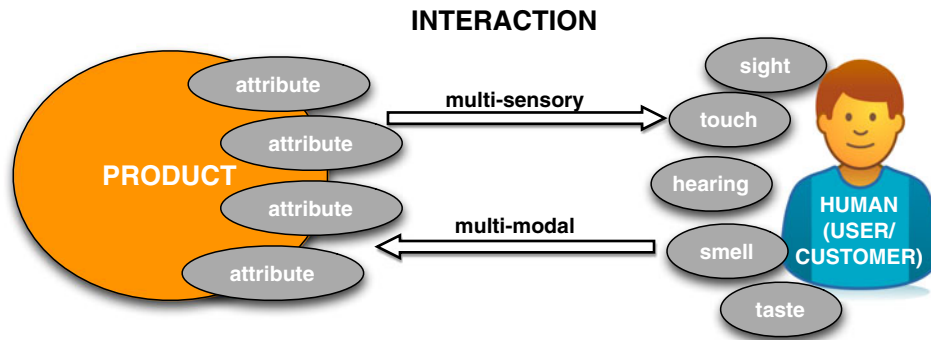 INTERACTION
attribute
attribute
PRODUCT
attribute
attribute
multi-sensory
multi-modal
sight
touch
hearing
smell
taste
HUMAN
(USER/
CUSTOMER)